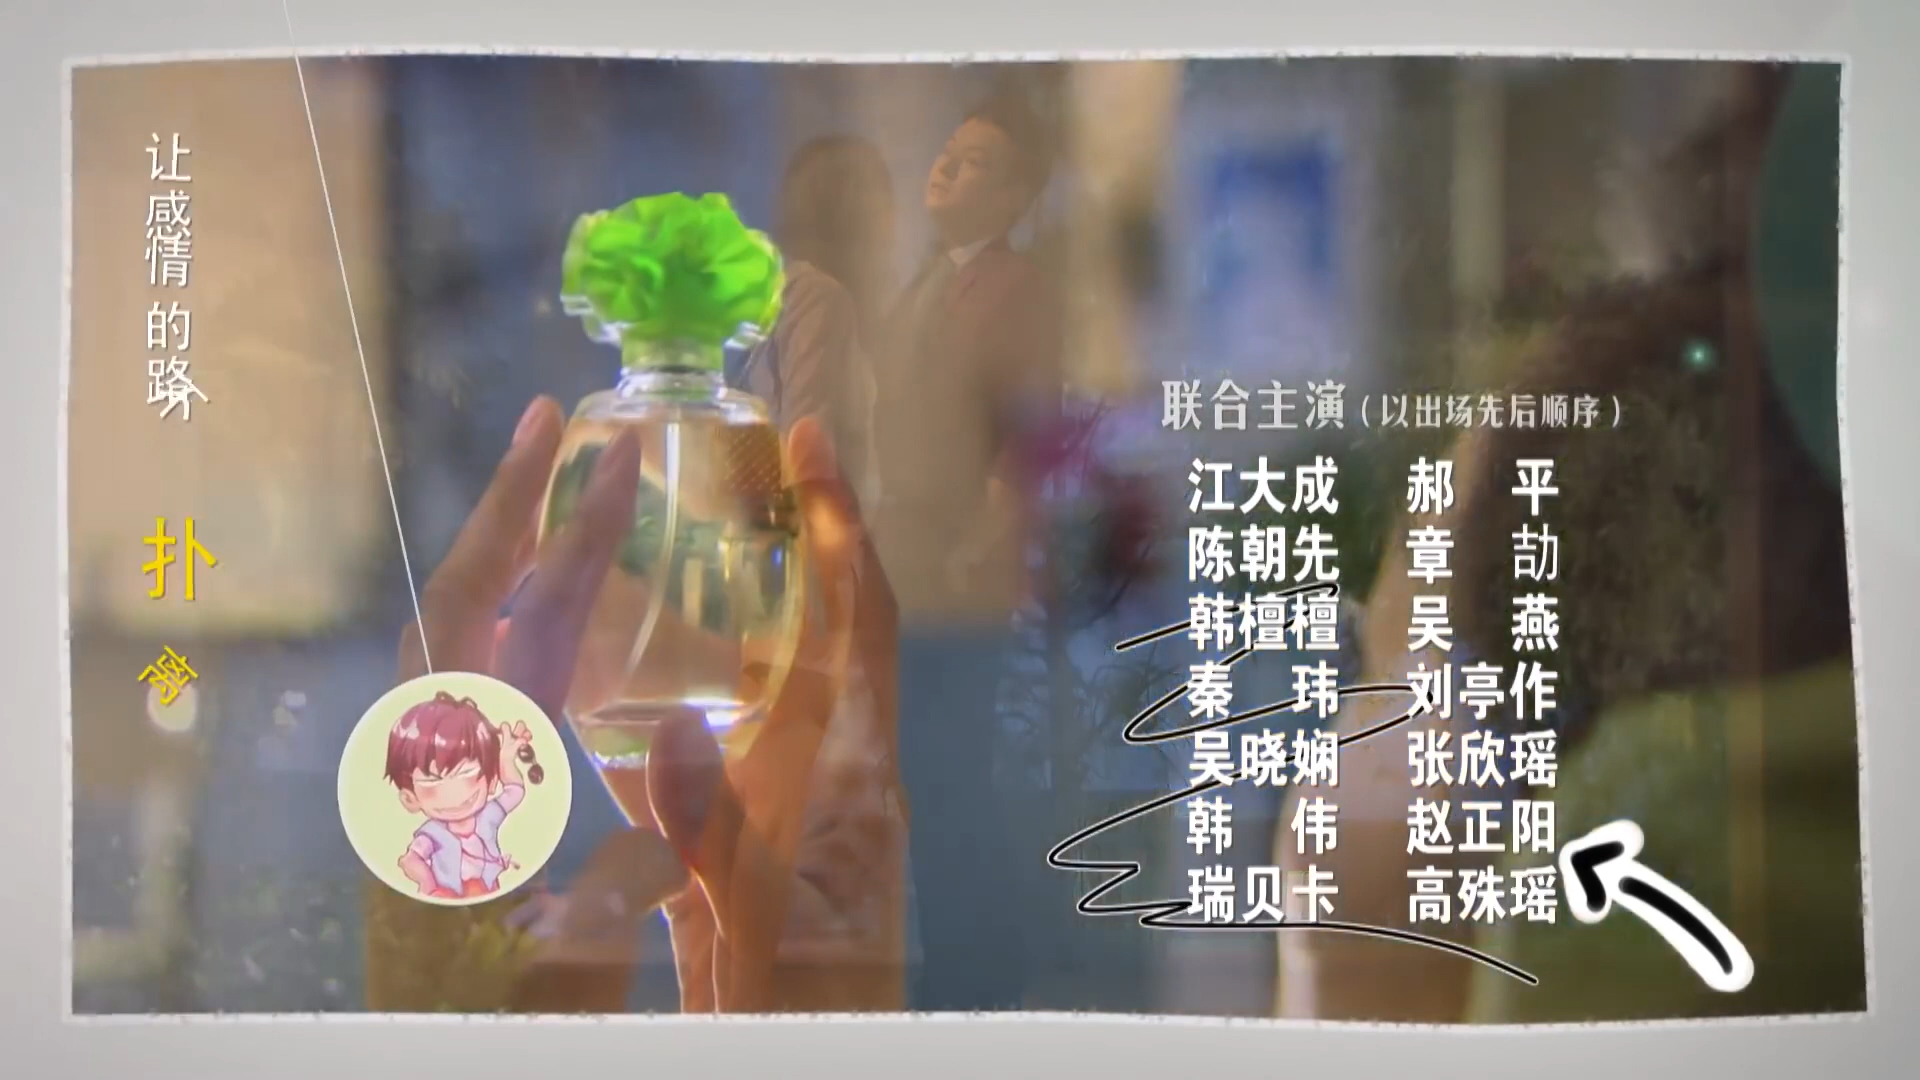 让感情的路
扑
离
联合主演（以出场先后顺序）
江大成 郝 平
陈朝先 章 劼
韩檀檀 吴 燕
秦 玮 刘亭作
吴晓娴 张欣瑶
韩 伟 赵正阳
瑞贝卡 高殊瑶